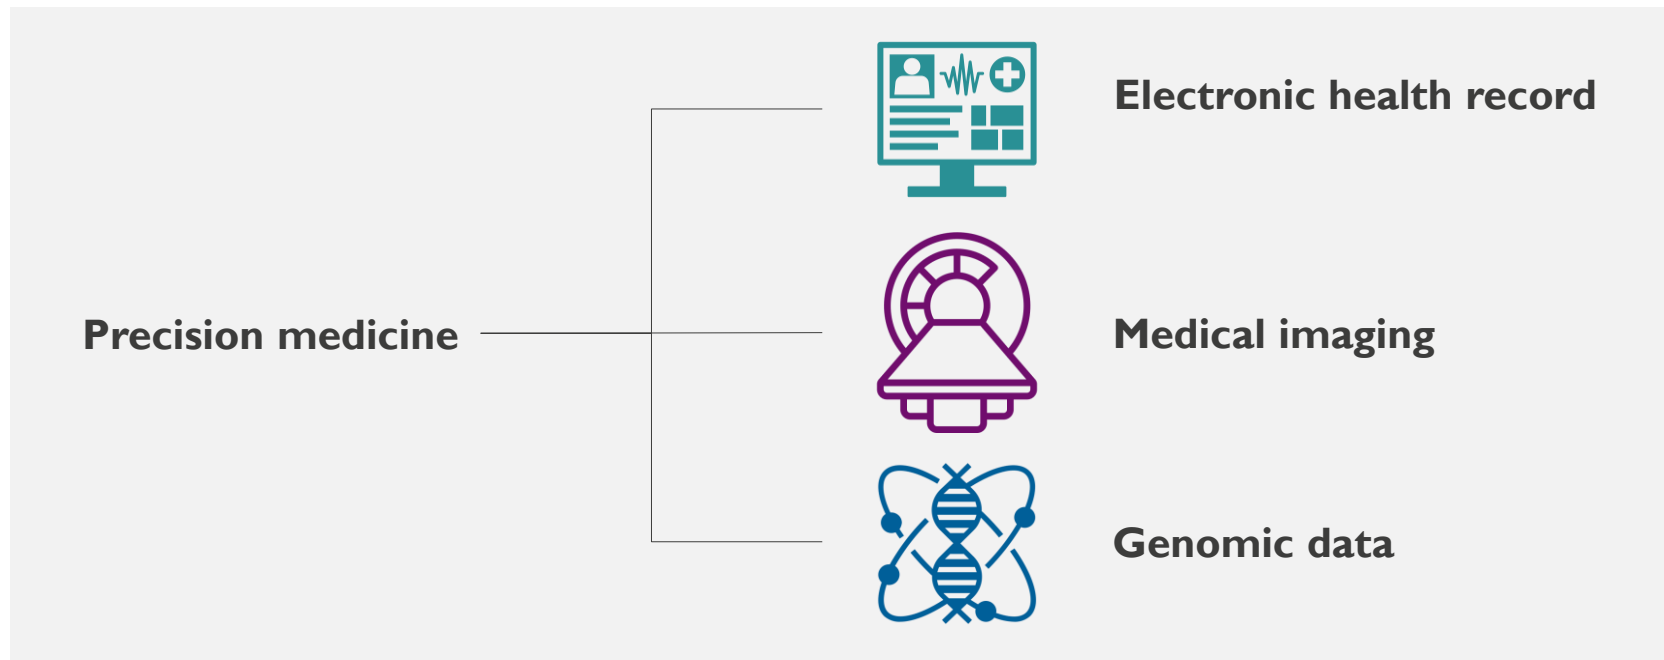 Electronic health record
Precision medicine
Medical imaging
Genomic data